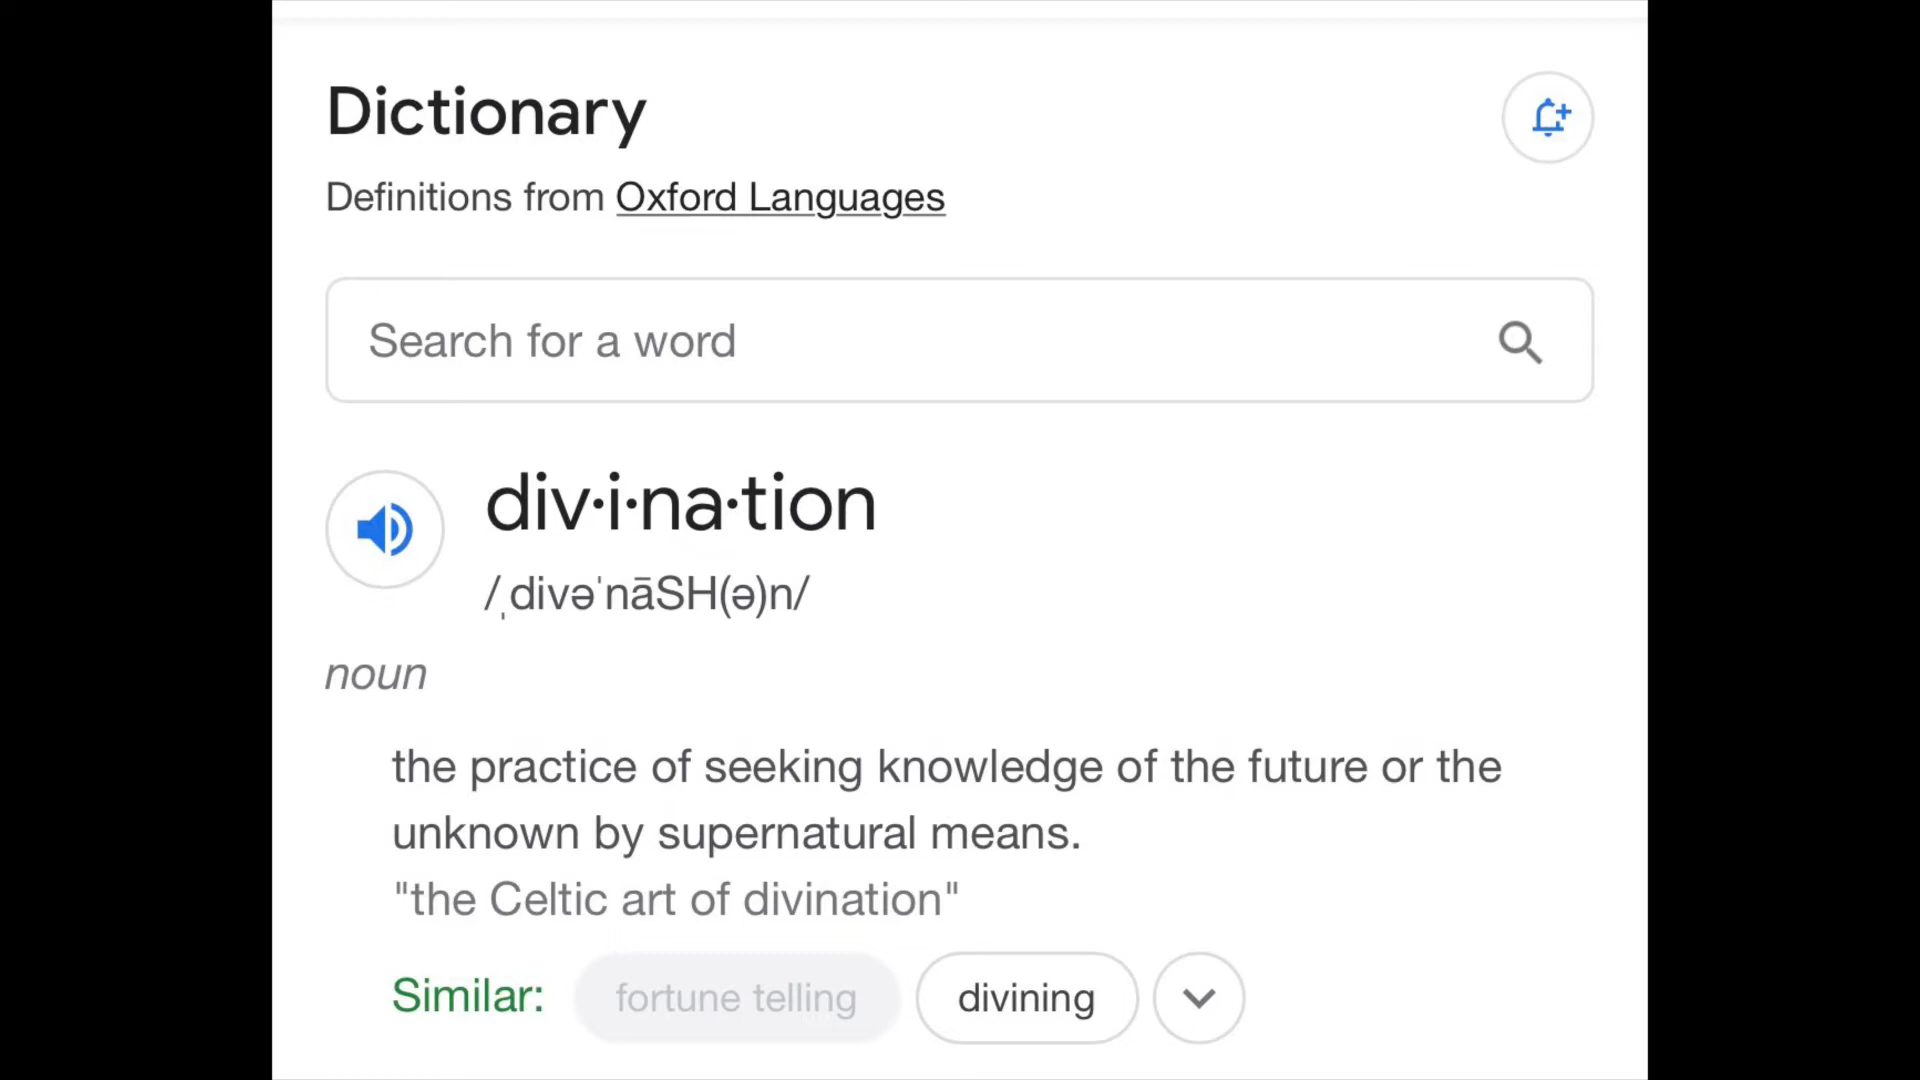 Dictionary
Definitions from Oxford Languages
Search for a word
div·i·na·tion
/ˌdivəˈnāSH(ə)n/
noun
the practice of seeking knowledge of the future or the
unknown by supernatural means.
"the Celtic art of divination"
Similar: fortune telling divining